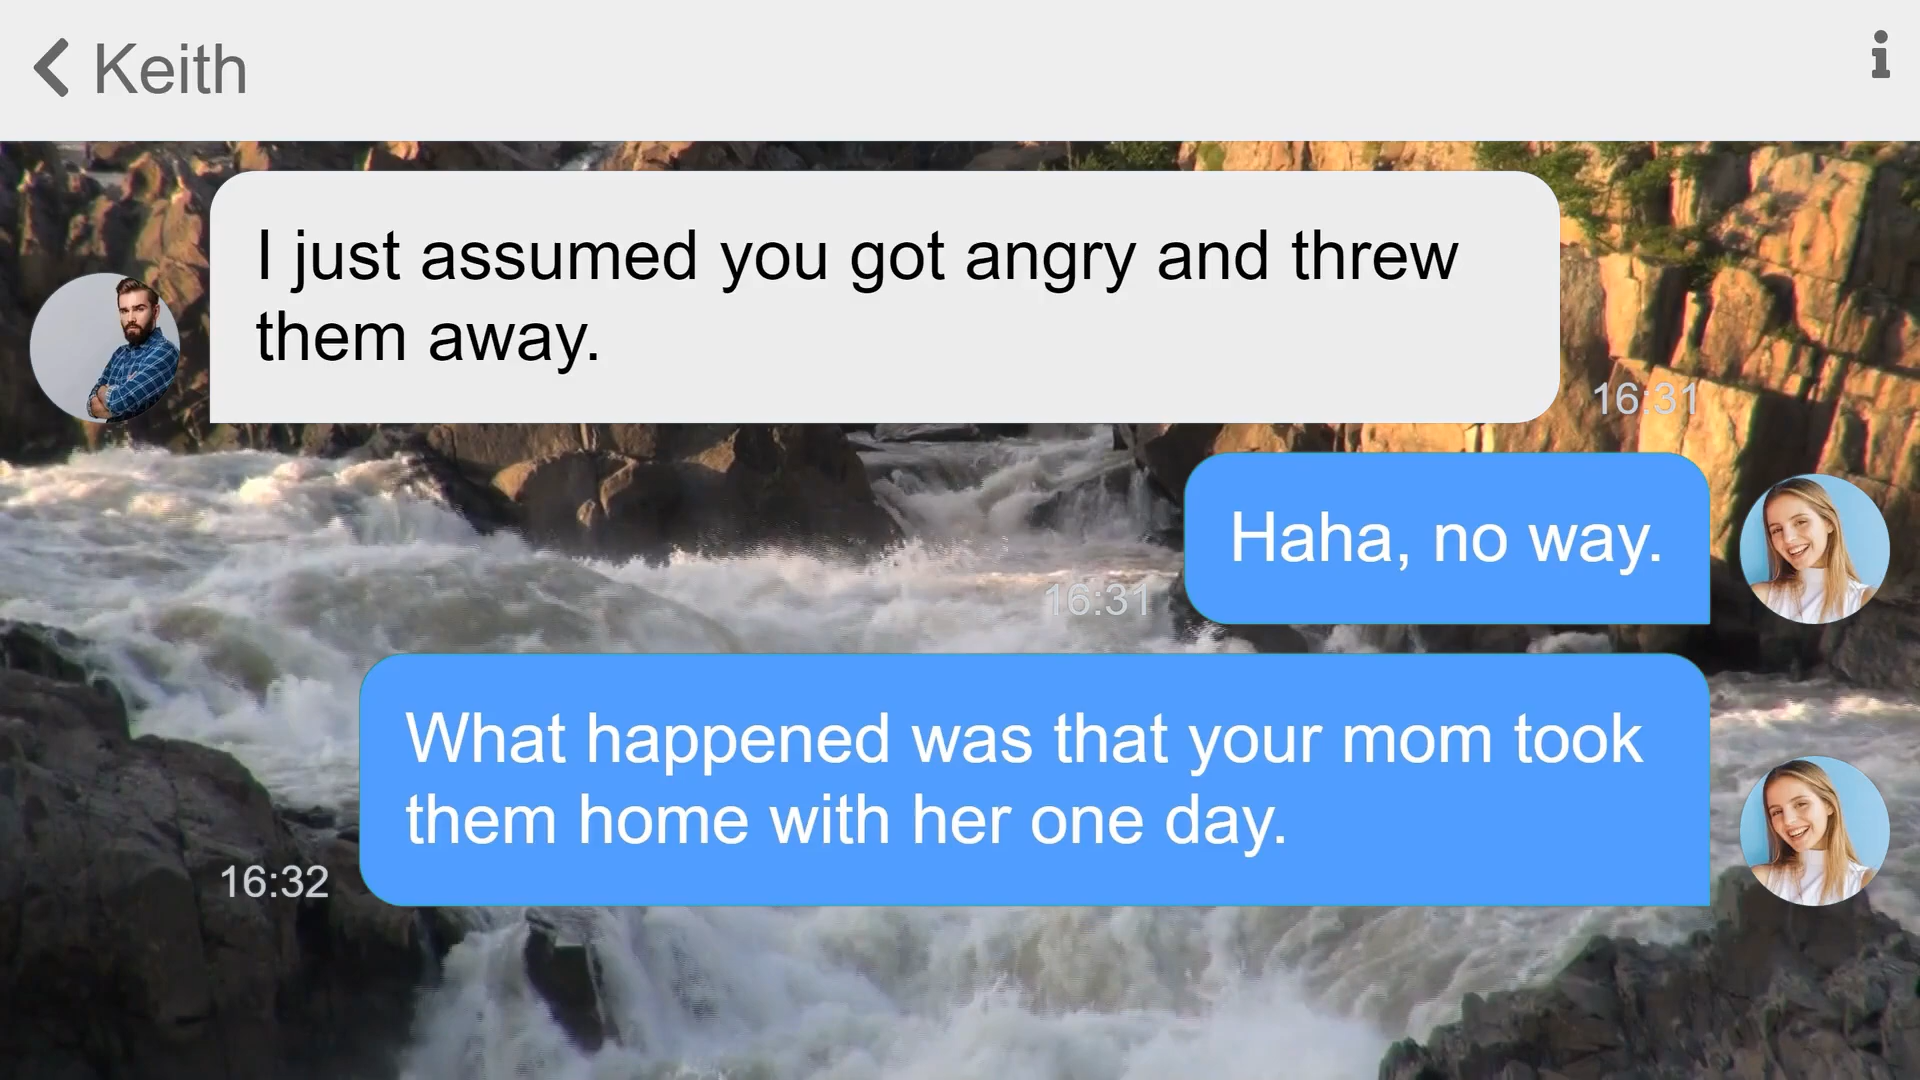 Keith
I just assumed you got angry and threw
them away.
16:31
Haha, no way.
16:31
What happened was that your mom took
them home with her one day.
16:32